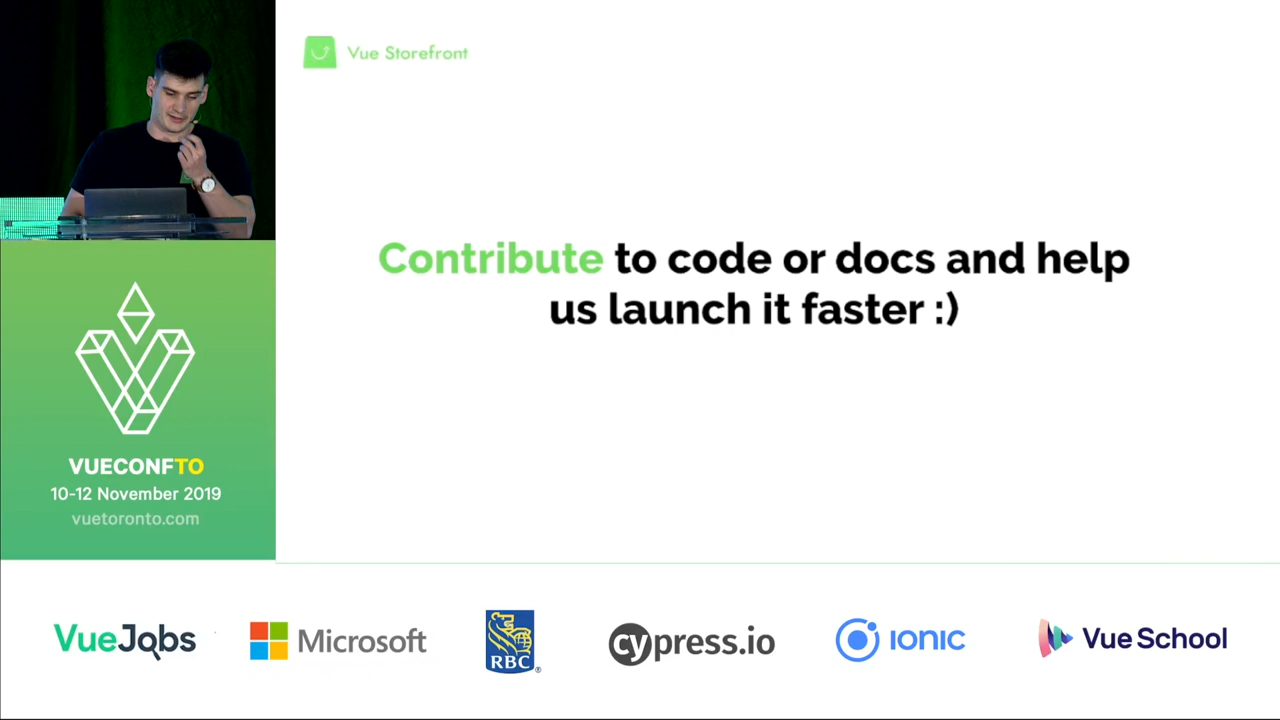 Vue Storefront
Contribute to code or docs and help
us launch it faster :)
VUECONFTO
10-12 November 2019
vuetoronto.com
VueJobs
Microsoft
RBC
®
cypress.io
IONIC
Vue School